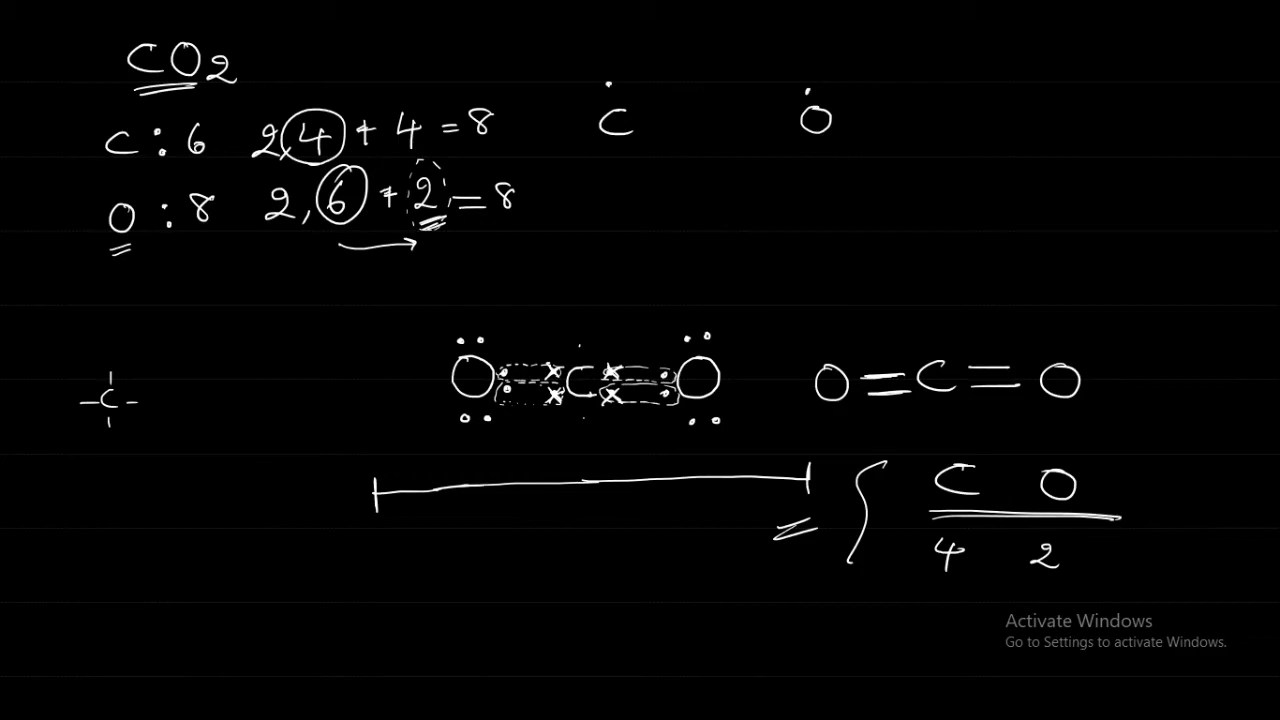 CO2
C : 6 2,4 + 4 = 8
O : 8 2,6 + 2 = 8
C O
C
O C O
O = C = O
C O
4 2
Activate Windows
Go to Settings to activate Windows.